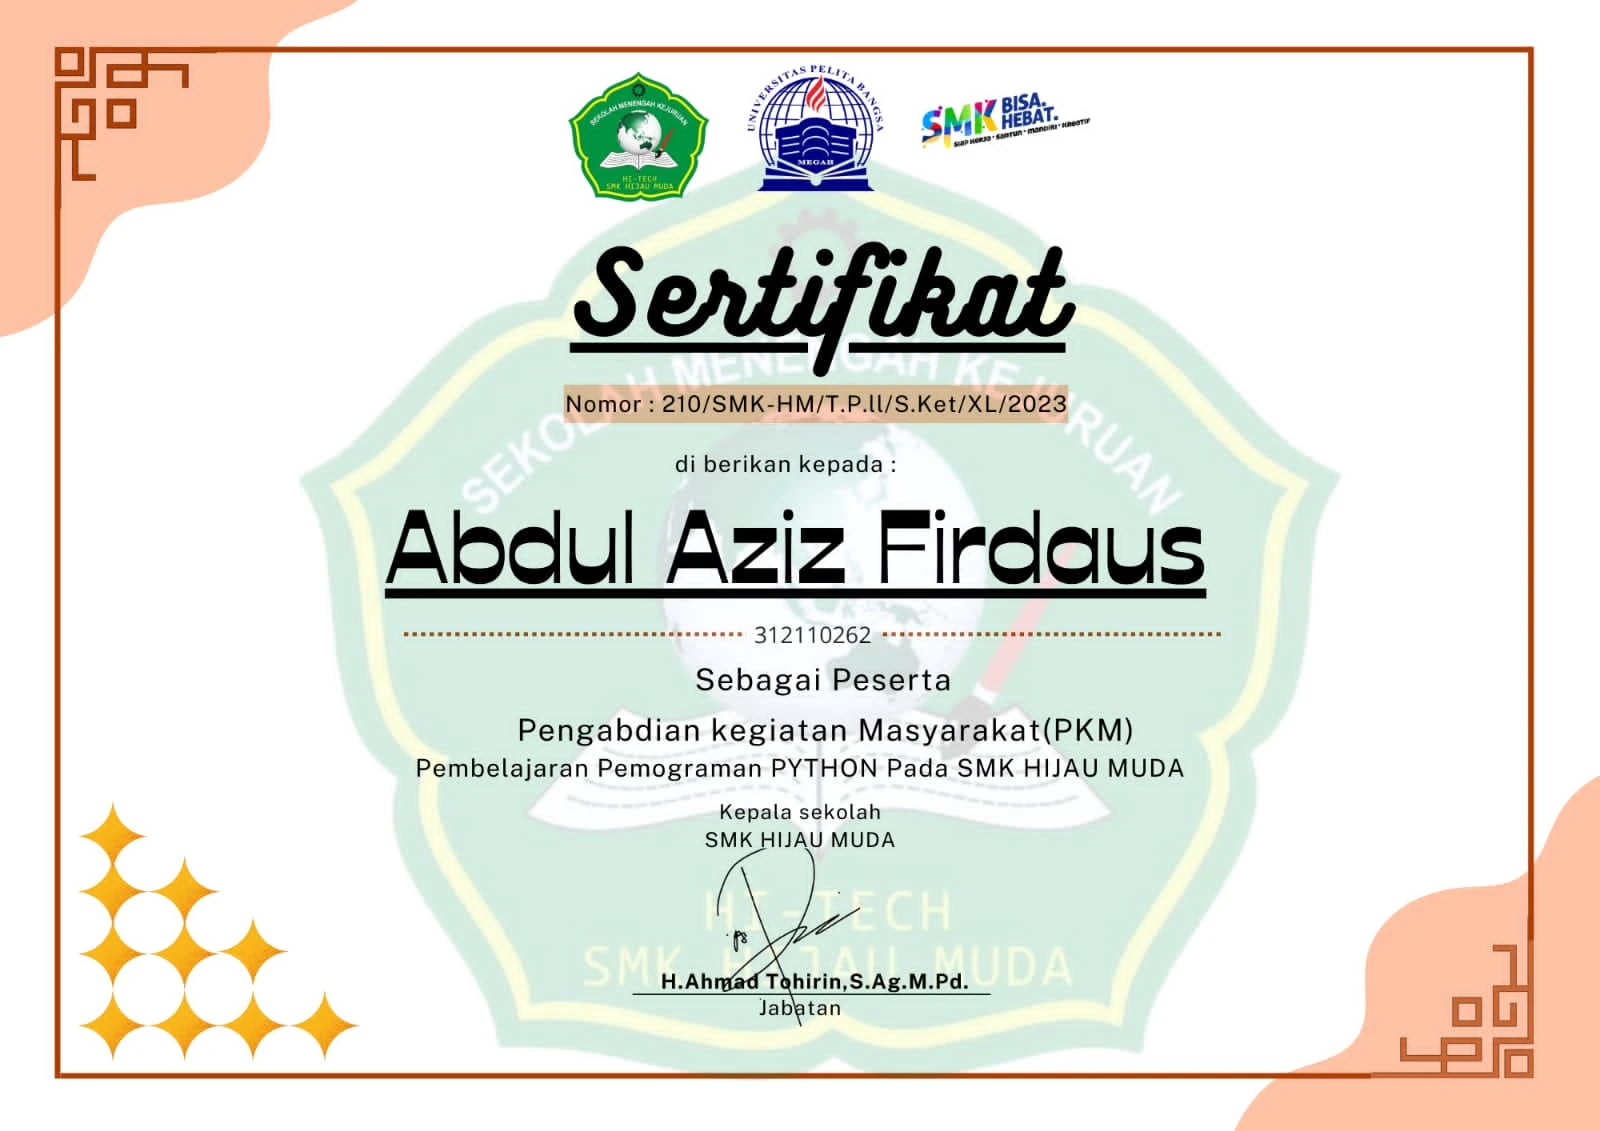 SEKOLAH MENENGAH KEJURUAN
HI-TECH
SMK HIJAU MUDA
UNIVERSITAS PELITA BANGSA
MEGAH
SMK BISA.
HEBAT.
SIAP KERJA • SANTUN • MANDIRI • KREATIF
Sertifikat
SEKOLAH MENENGAH KEJURUAN
Nomor : 210/SMK-HM/T.P.ll/S.Ket/XL/2023
di berikan kepada :
Abdul Aziz Firdaus
312110262
Sebagai Peserta
Pengabdian kegiatan Masyarakat(PKM)
Pembelajaran Pemograman PYTHON Pada SMK HIJAU MUDA
Kepala sekolah
SMK HIJAU MUDA
HI-TECH
SMK HIJAU MUDA
H.Ahmad Tohirin,S.Ag.M.Pd.
Jabatan